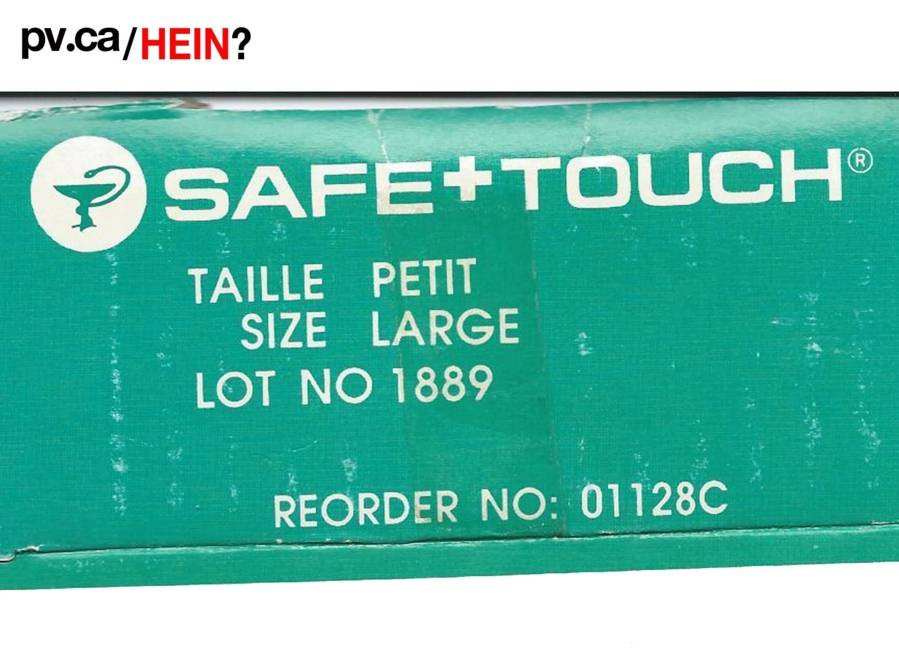 pv.ca/HEIN?
SAFE+TOUCH®
TAILLE PETIT
SIZE LARGE
LOT NO 1889
REORDER NO: 01128C